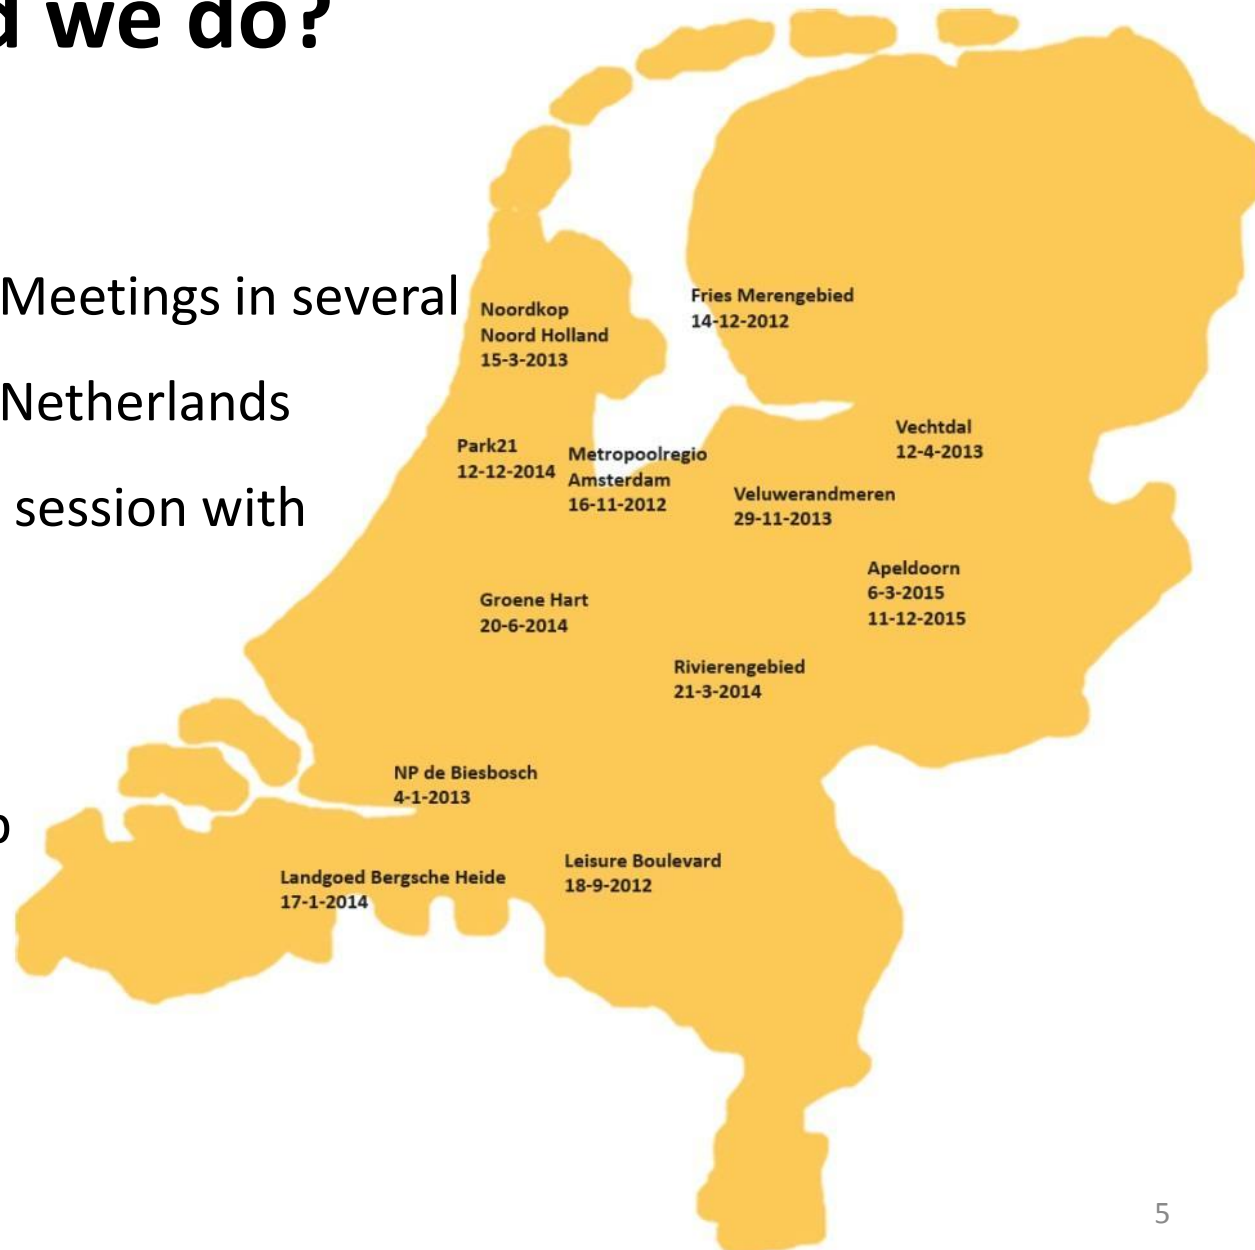 d we do?
Meetings in several
Netherlands
session with
p
Fries Merengebied
14-12-2012
Noordkop
Noord Holland
15-3-2013
Vechtdal
12-4-2013
Park21
12-12-2014
Metropoolregio
Amsterdam
16-11-2012
Veluwerandmeren
29-11-2013
Apeldoorn
6-3-2015
11-12-2015
Groene Hart
20-6-2014
Rivierengebied
21-3-2014
NP de Biesbosch
4-1-2013
Leisure Boulevard
18-9-2012
Landgoed Bergsche Heide
17-1-2014
5